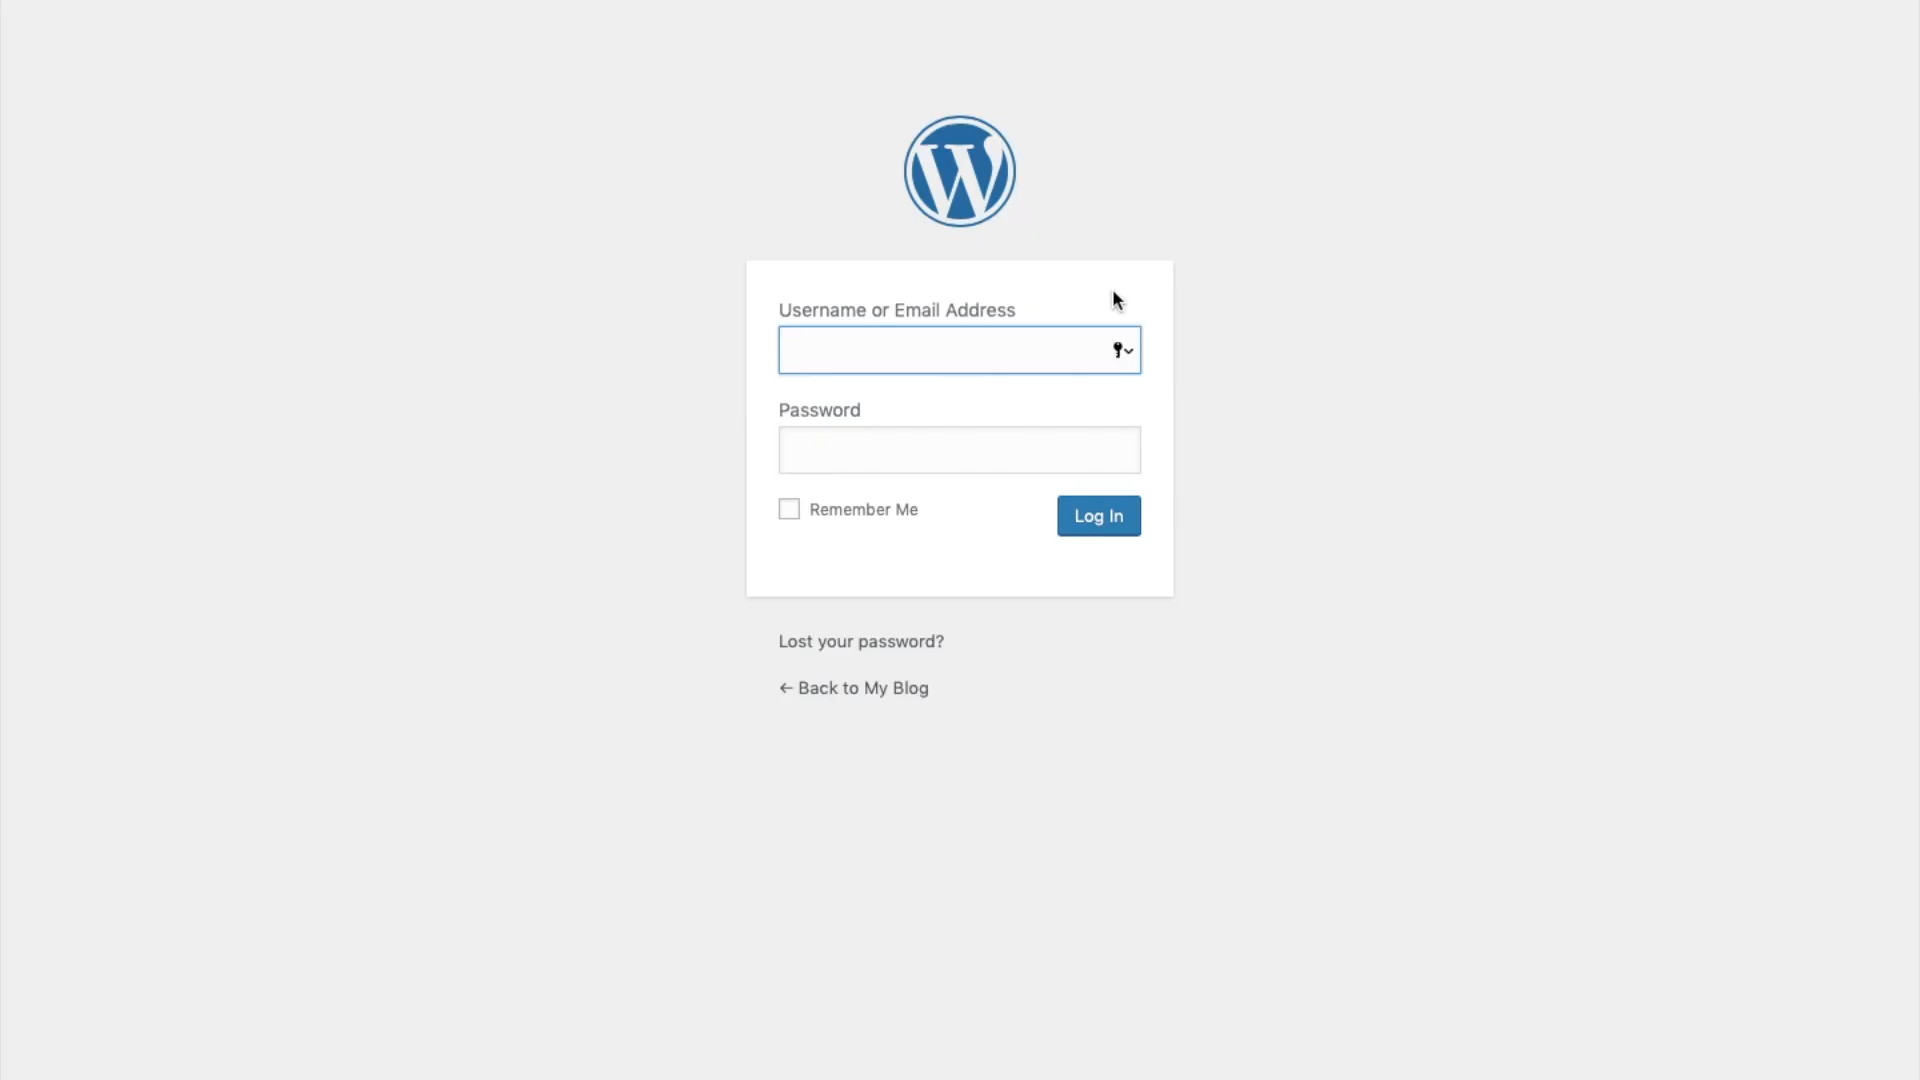 W
Username or Email Address
Password
Remember Me
Log In
Lost your password?
← Back to My Blog